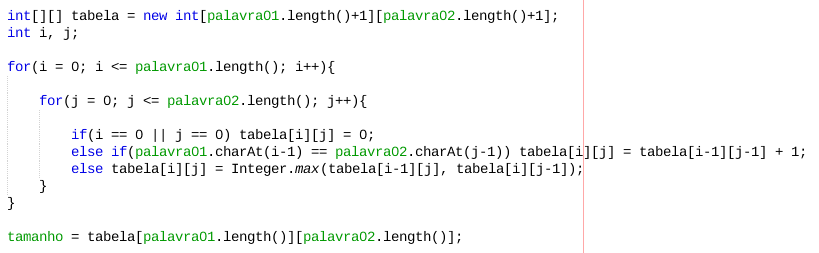 int[][] tabela = new int[palavra01.length()+1][palavra02.length()+1];
int i, j;
for(i = 0; i <= palavra01.length(); i++){
for(j = 0; j <= palavra02.length(); j++){
if(i == 0 || j == 0) tabela[i][j] = 0;
else if(palavra01.charAt(i-1) == palavra02.charAt(j-1)) tabela[i][j] = tabela[i-1][j-1] + 1;
else tabela[i][j] = Integer.max(tabela[i-1][j], tabela[i][j-1]);
}
}
tamanho = tabela[palavra01.length()][palavra02.length()];